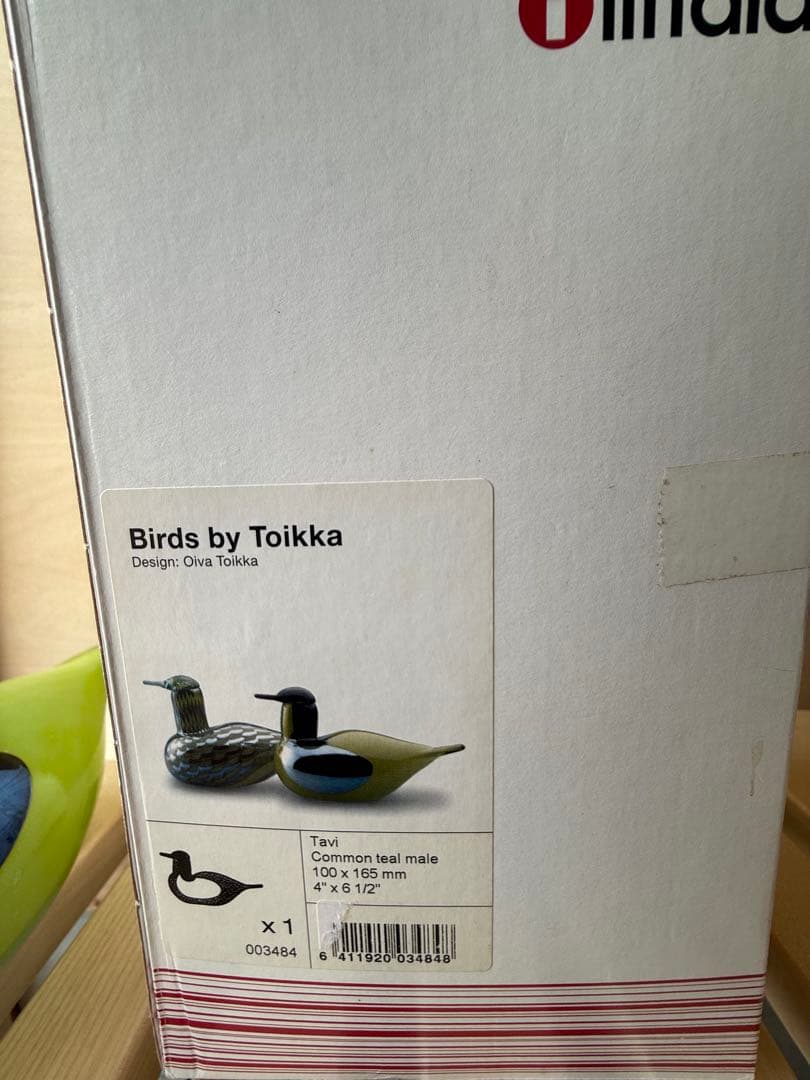 iittala
Birds by Toikka
Design: Oiva Toikka
Tavi
Common teal male
100 x 165 mm
4" x 6 1/2"
x 1
003484
6 411920 034848